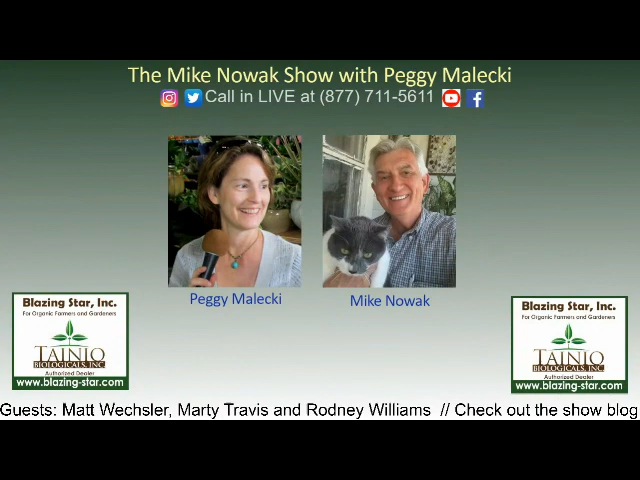 The Mike Nowak Show with Peggy Malecki
Call in LIVE at (877) 711-5611
Peggy Malecki
Mike Nowak
Blazing Star, Inc.
For Organic Farmers and Gardeners
TAINIO
BIOLOGICALS, INC.
Authorized Dealer
www.blazing-star.com
Blazing Star, Inc.
For Organic Farmers and Gardeners
TAINIO
BIOLOGICALS, INC.
Authorized Dealer
www.blazing-star.com
Guests: Matt Wechsler, Marty Travis and Rodney Williams // Check out the show blog